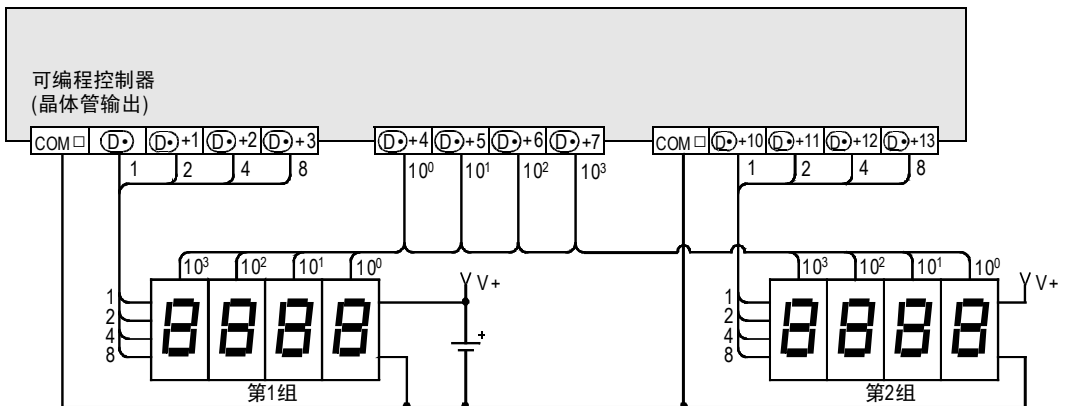 可编程控制器
(晶体管输出)
COM□ D• D•+1 D•+2 D•+3 D•+4 D•+5 D•+6 D•+7 COM□ D•+10 D•+11 D•+12 D•+13
1 2 4 8 10⁰ 10¹ 10² 10³ 1 2 4 8
10³ 10² 10¹ 10⁰ 10³ 10² 10¹ 10⁰
V+ V+
1 1
2 2
4 4
8 8
+
8888 8888
第1组 第2组